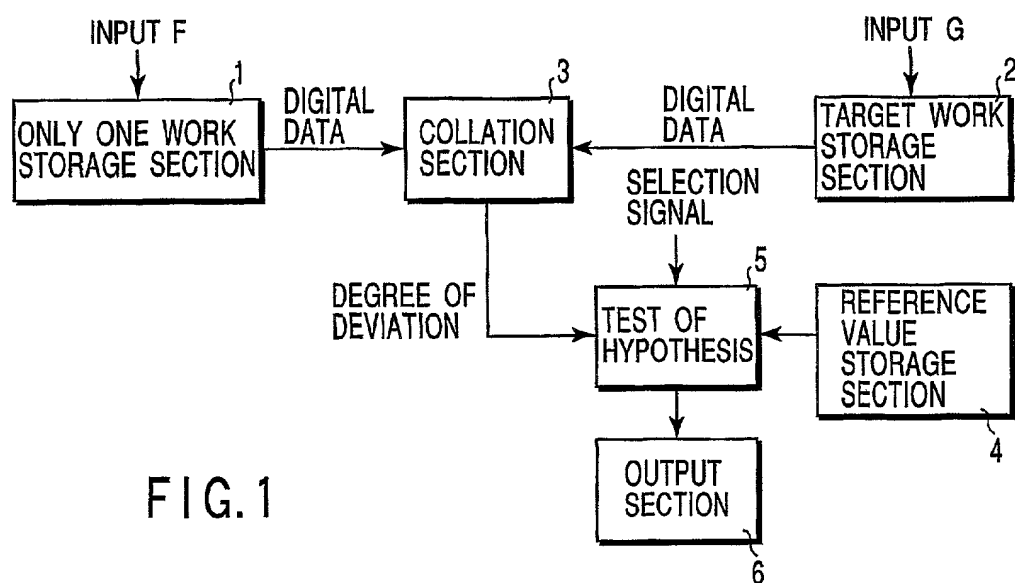 INPUT F
1
ONLY ONE WORK
STORAGE SECTION
DIGITAL
DATA
3
COLLATION
SECTION
DIGITAL
DATA
INPUT G
2
TARGET WORK
STORAGE
SECTION
SELECTION
SIGNAL
DEGREE OF
DEVIATION
5
TEST OF
HYPOTHESIS
REFERENCE
VALUE
STORAGE
SECTION
4
OUTPUT
SECTION
6
FIG. 1